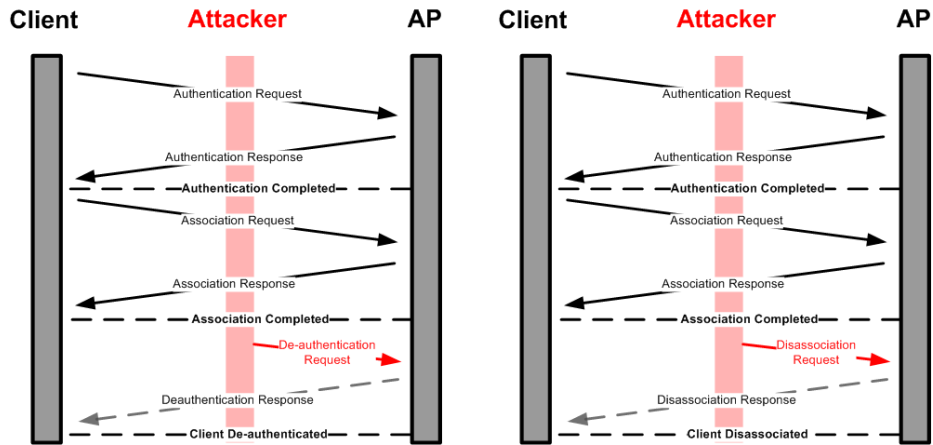 Client Attacker AP
Authentication Request
Authentication Response
Authentication Completed
Association Request
Association Response
Association Completed
De-authentication
Request
Deauthentication Response
Client De-authenticated
Client Attacker AP
Authentication Request
Authentication Response
Authentication Completed
Association Request
Association Response
Association Completed
Disassociation
Request
Disassociation Response
Client Disassociated